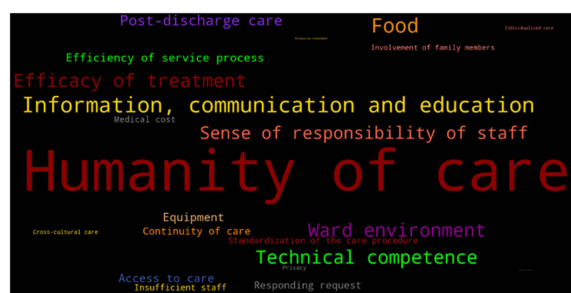 Post-discharge care
Food
Individualized care
Involvement of family members
Efficiency of service process
Efficacy of treatment
Information, communication and education
Medical cost
Sense of responsibility of staff
Humanity of care
Equipment
Cross-cultural care
Continuity of care
Ward environment
Standardization of the care procedure
Technical competence
Privacy
Access to care
Insufficient staff
Responding request